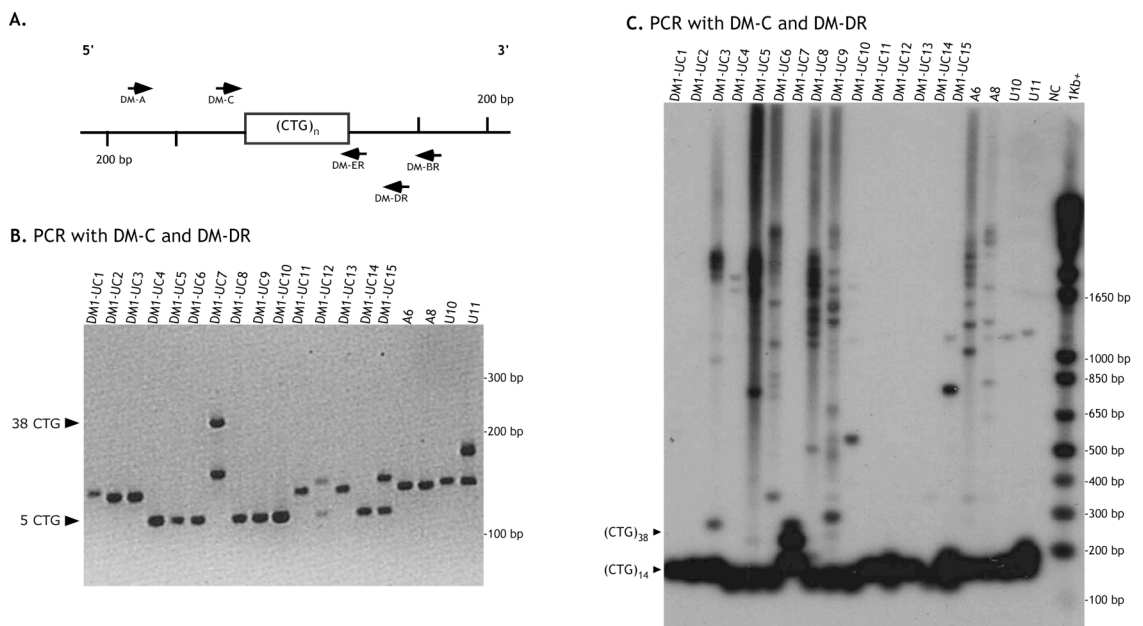 A.
5'
3'
DM-A
DM-C
200 bp
(CTG)n
200 bp
DM-ER
DM-BR
DM-DR
B. PCR with DM-C and DM-DR
DM1-UC1
DM1-UC2
DM1-UC3
DM1-UC4
DM1-UC5
DM1-UC6
DM1-UC7
DM1-UC8
DM1-UC9
DM1-UC10
DM1-UC11
DM1-UC12
DM1-UC13
DM1-UC14
DM1-UC15
A6
A8
U10
U11
-300 bp
38 CTG
-200 bp
5 CTG
-100 bp
C. PCR with DM-C and DM-DR
DM1-UC1
DM1-UC2
DM1-UC3
DM1-UC4
DM1-UC5
DM1-UC6
DM1-UC7
DM1-UC8
DM1-UC9
DM1-UC10
DM1-UC11
DM1-UC12
DM1-UC13
DM1-UC14
DM1-UC15
A6
A8
U10
U11
NC
1Kb+
-1650 bp
-1000 bp
-850 bp
-650 bp
-500 bp
-400 bp
-300 bp
(CTG)38
-200 bp
(CTG)14
-100 bp